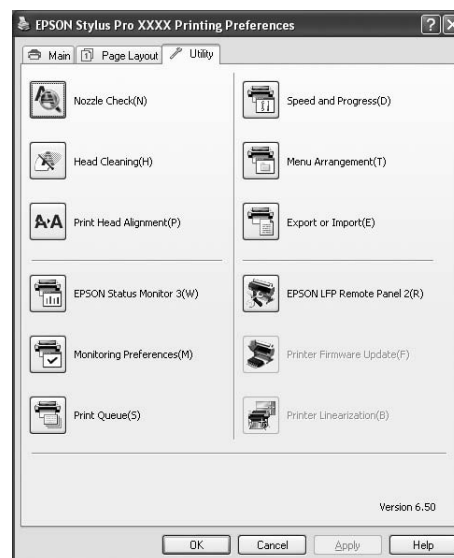 EPSON Stylus Pro XXXX Printing Preferences
Main Page Layout Utility
Nozzle Check(N)
Head Cleaning(H)
Print Head Alignment(P)
EPSON Status Monitor 3(W)
Monitoring Preferences(M)
Print Queue(S)
Speed and Progress(D)
Menu Arrangement(T)
Export or Import(E)
EPSON LFP Remote Panel 2(R)
Printer Firmware Update(F)
Printer Linearization(B)
Version 6.50
OK Cancel Apply Help